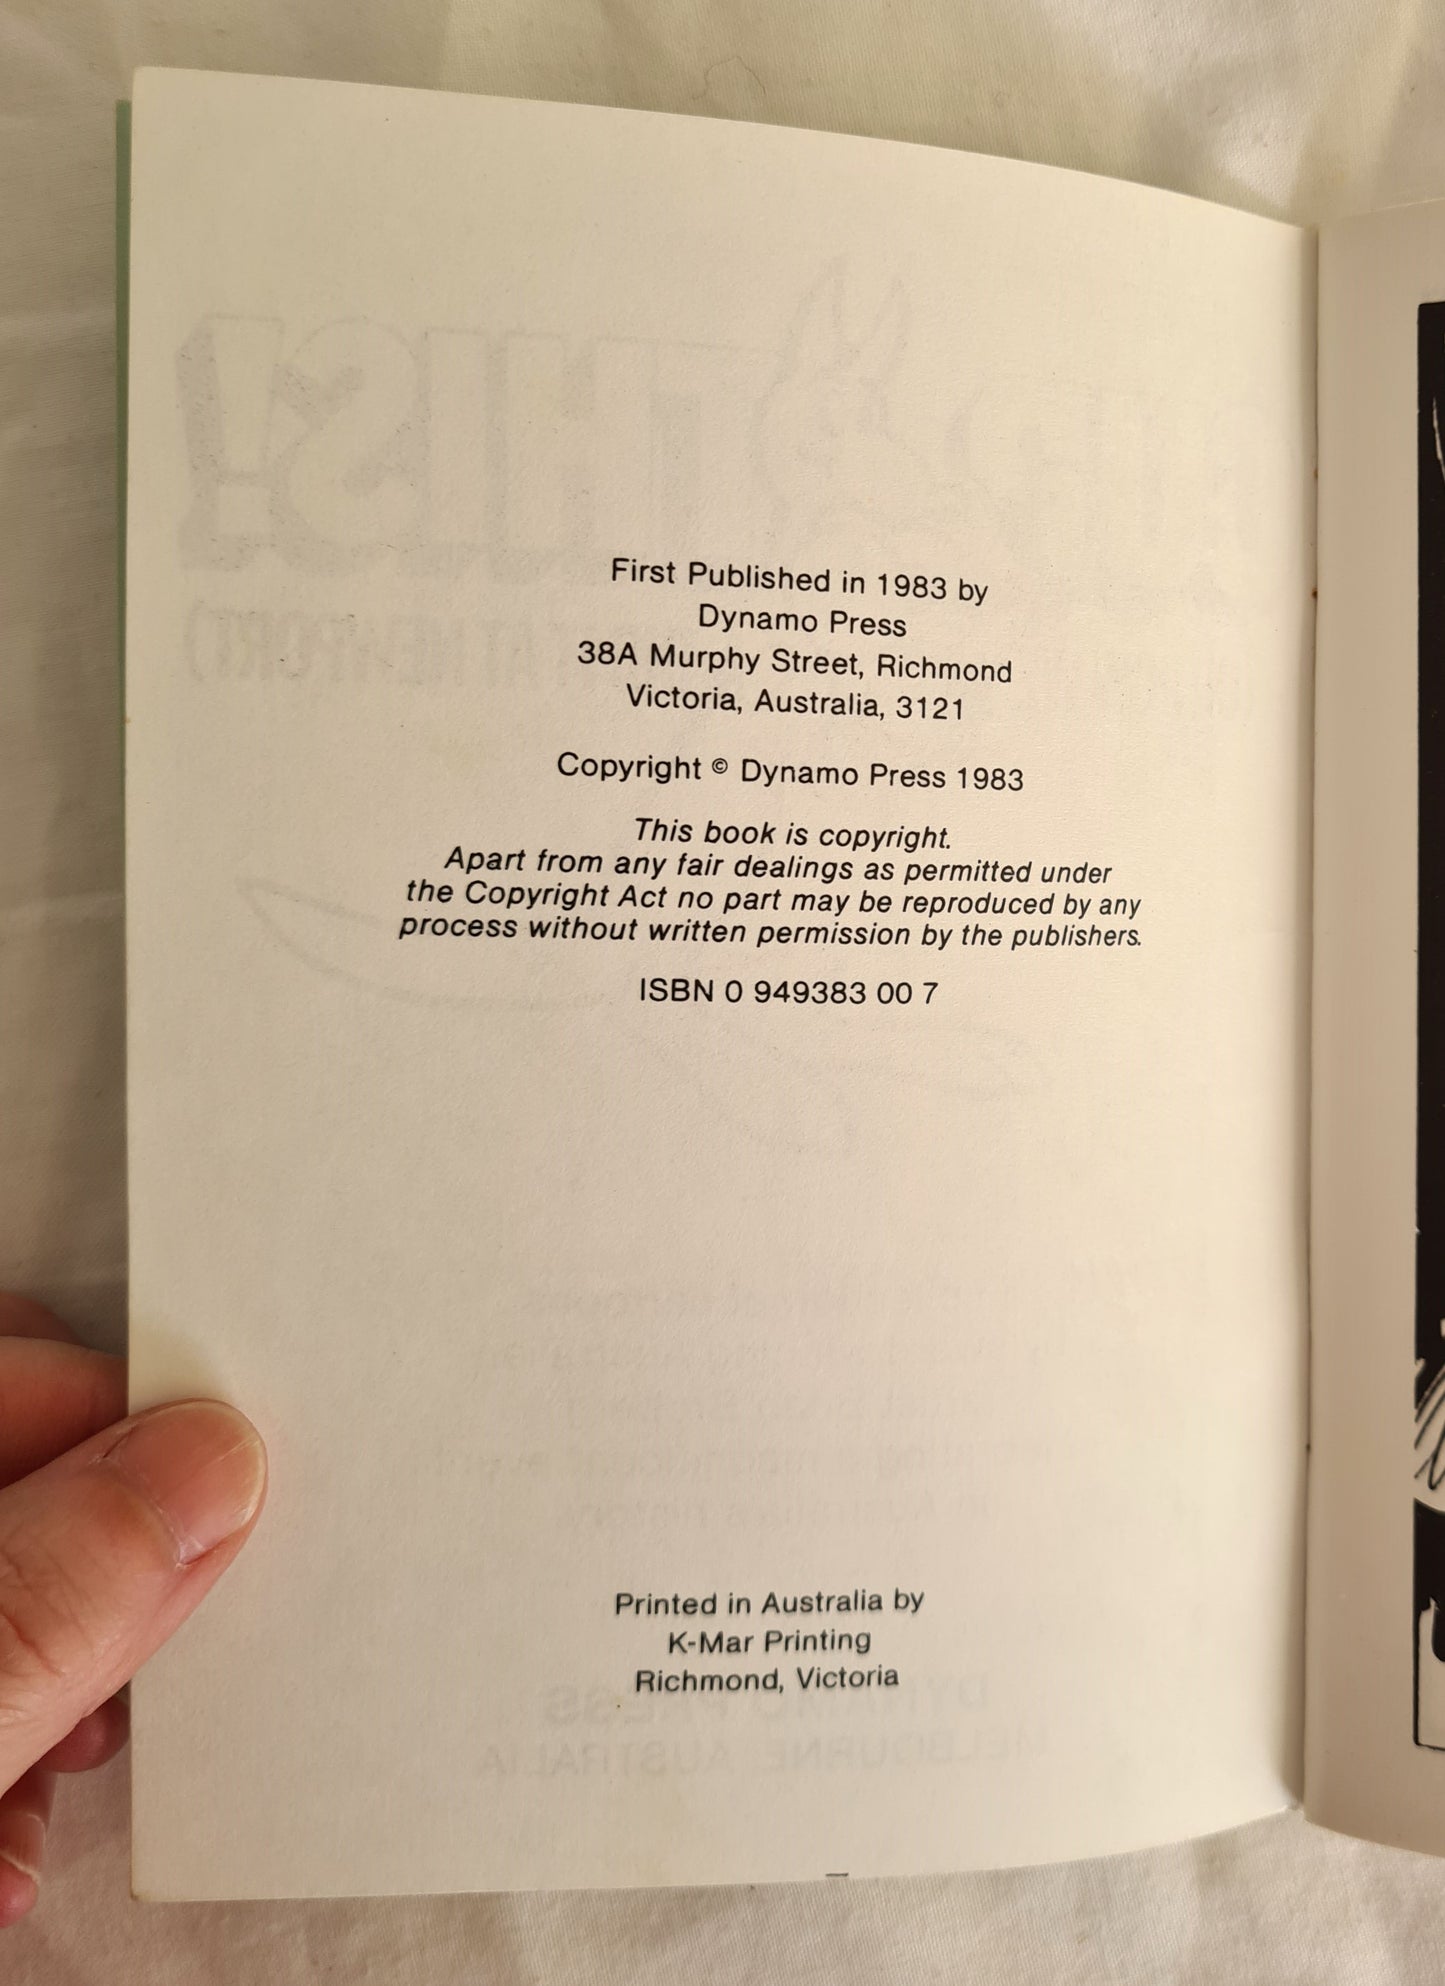 First Published in 1983 by
Dynamo Press
38A Murphy Street, Richmond
Victoria, Australia, 3121
Copyright © Dynamo Press 1983
This book is copyright.
Apart from any fair dealings as permitted under
the Copyright Act no part may be reproduced by any
process without written permission by the publishers.
ISBN 0 949383 00 7
Printed in Australia by
K-Mar Printing
Richmond, Victoria